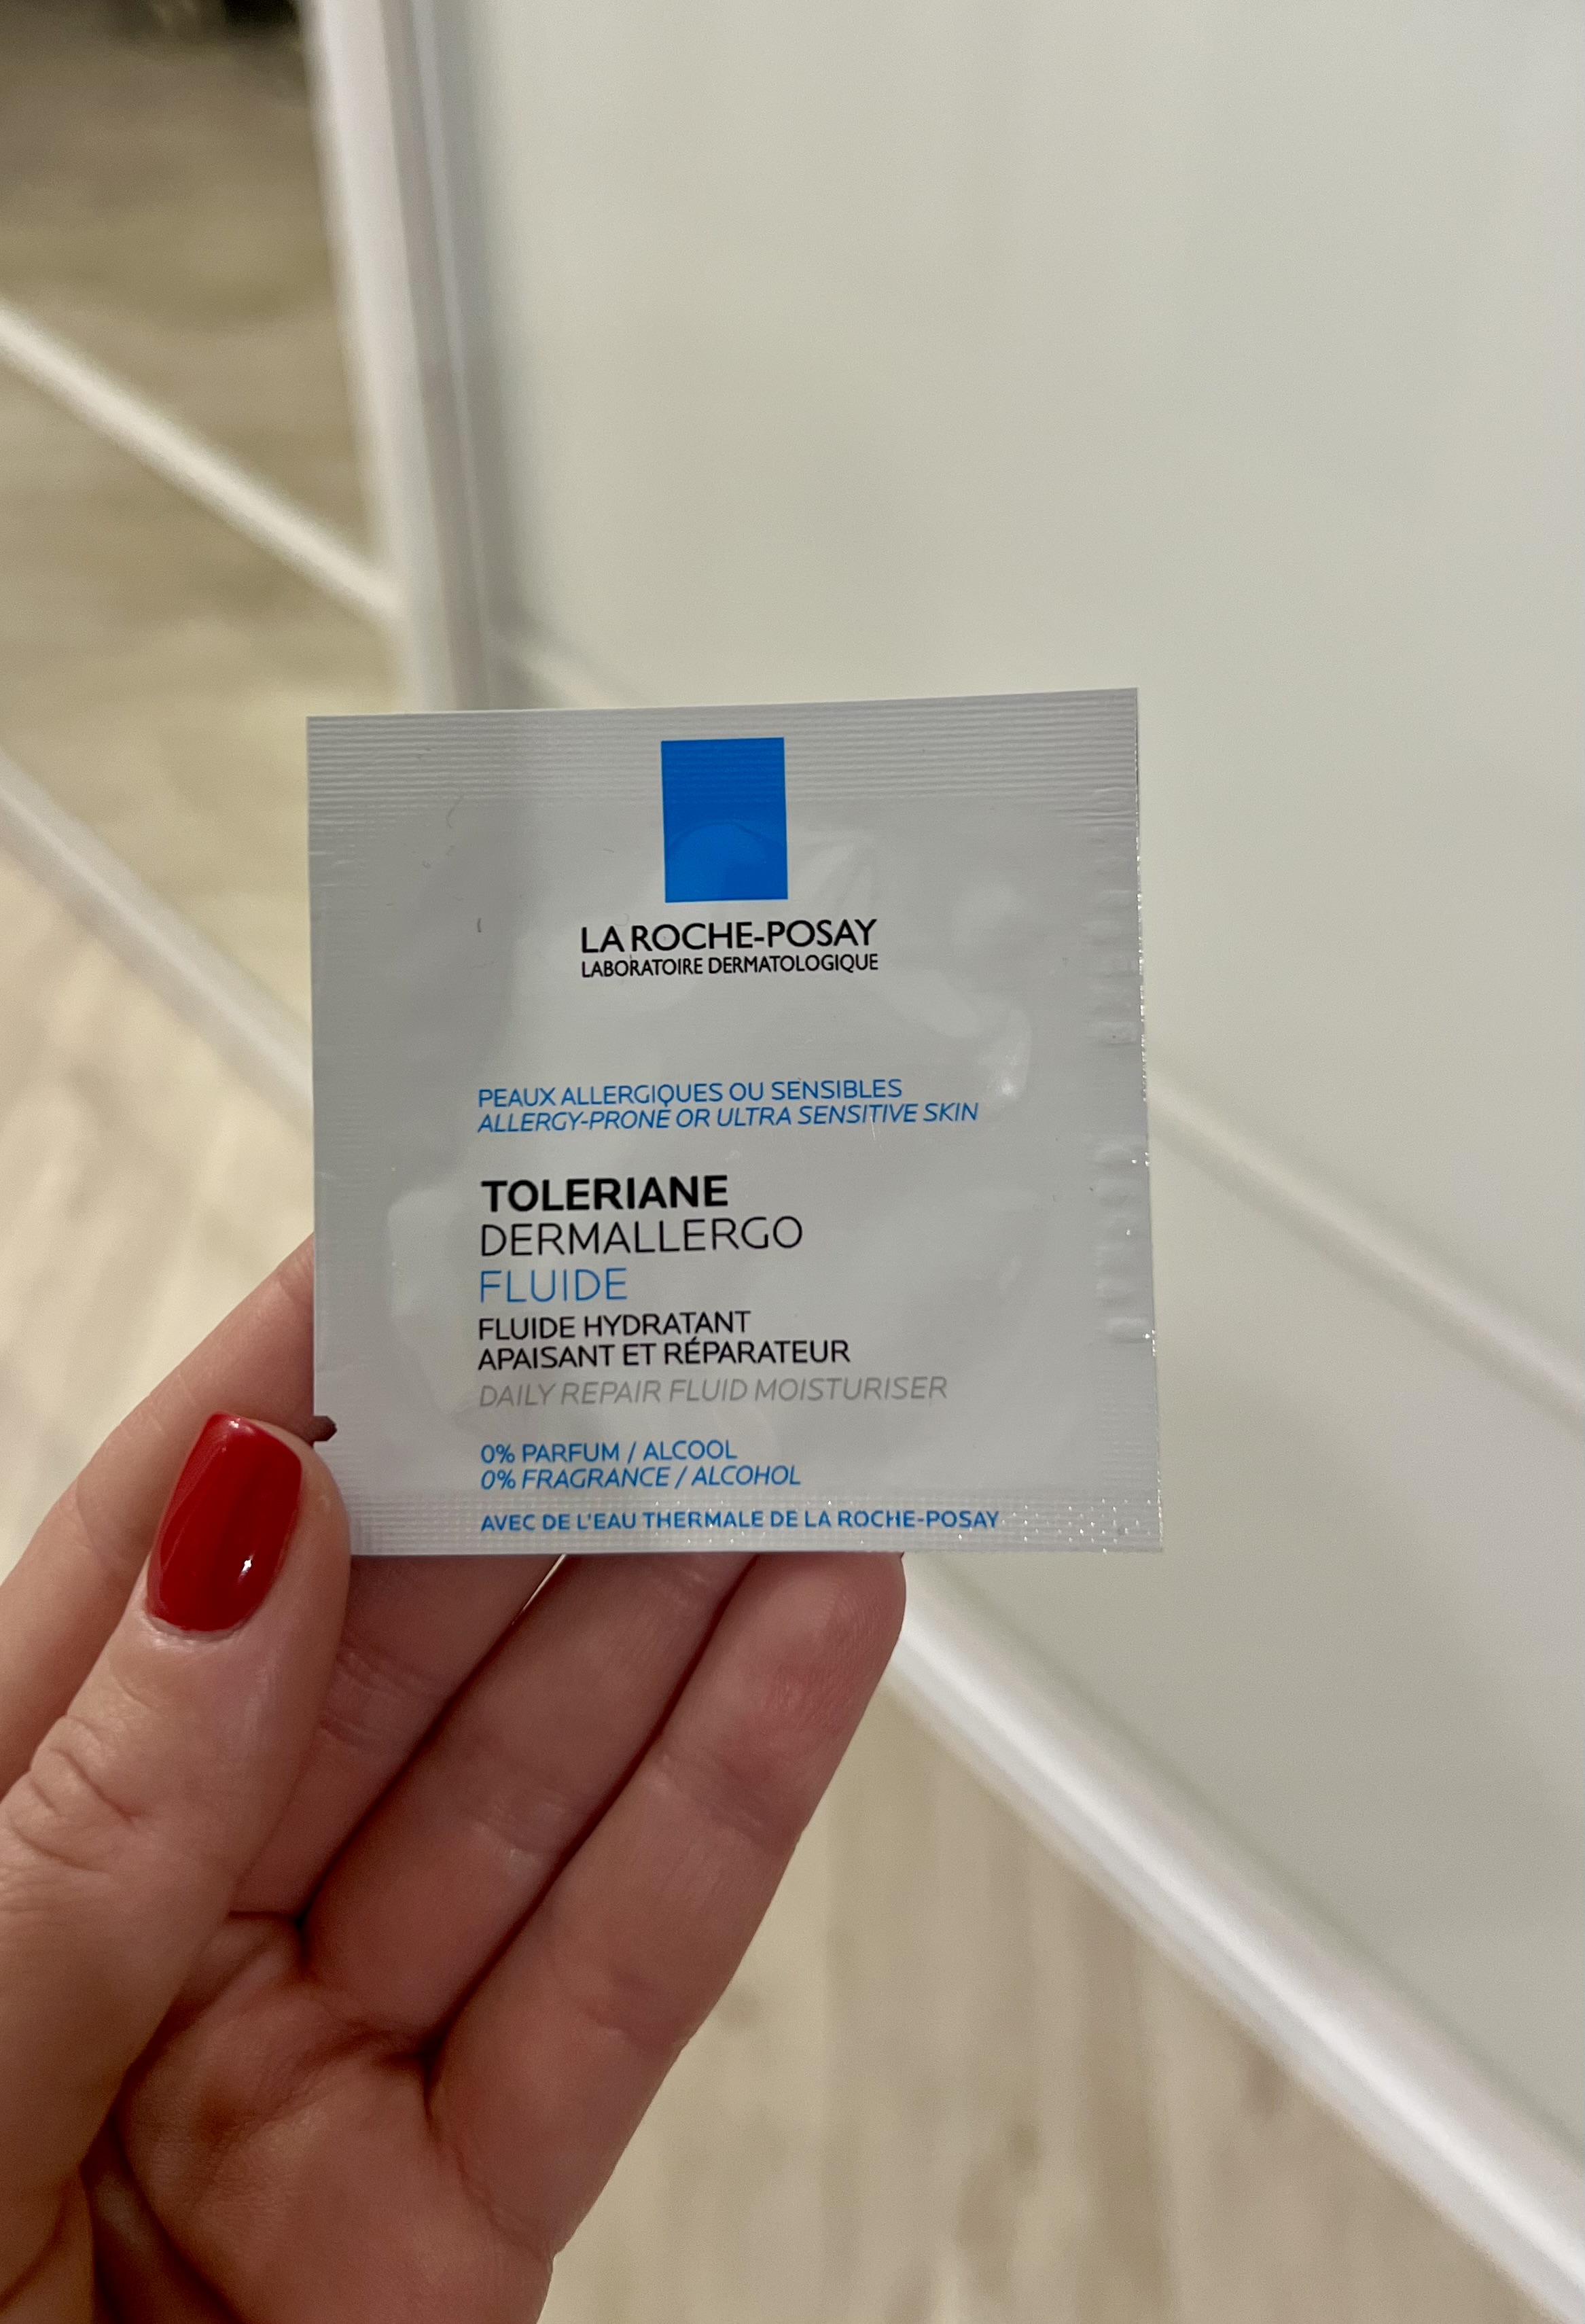 LA ROCHE-POSAY
LABORATOIRE DERMATOLOGIQUE
PEAUX ALLERGIQUES OU SENSIBLES
ALLERGY-PRONE OR ULTRA SENSITIVE SKIN
TOLERIANE
DERMALLERGO
FLUIDE
FLUIDE HYDRATANT
APAISANT ET RÉPARATEUR
DAILY REPAIR FLUID MOISTURISER
0% PARFUM / ALCOOL
0% FRAGRANCE / ALCOHOL
AVEC DE L'EAU THERMALE DE LA ROCHE-POSAY